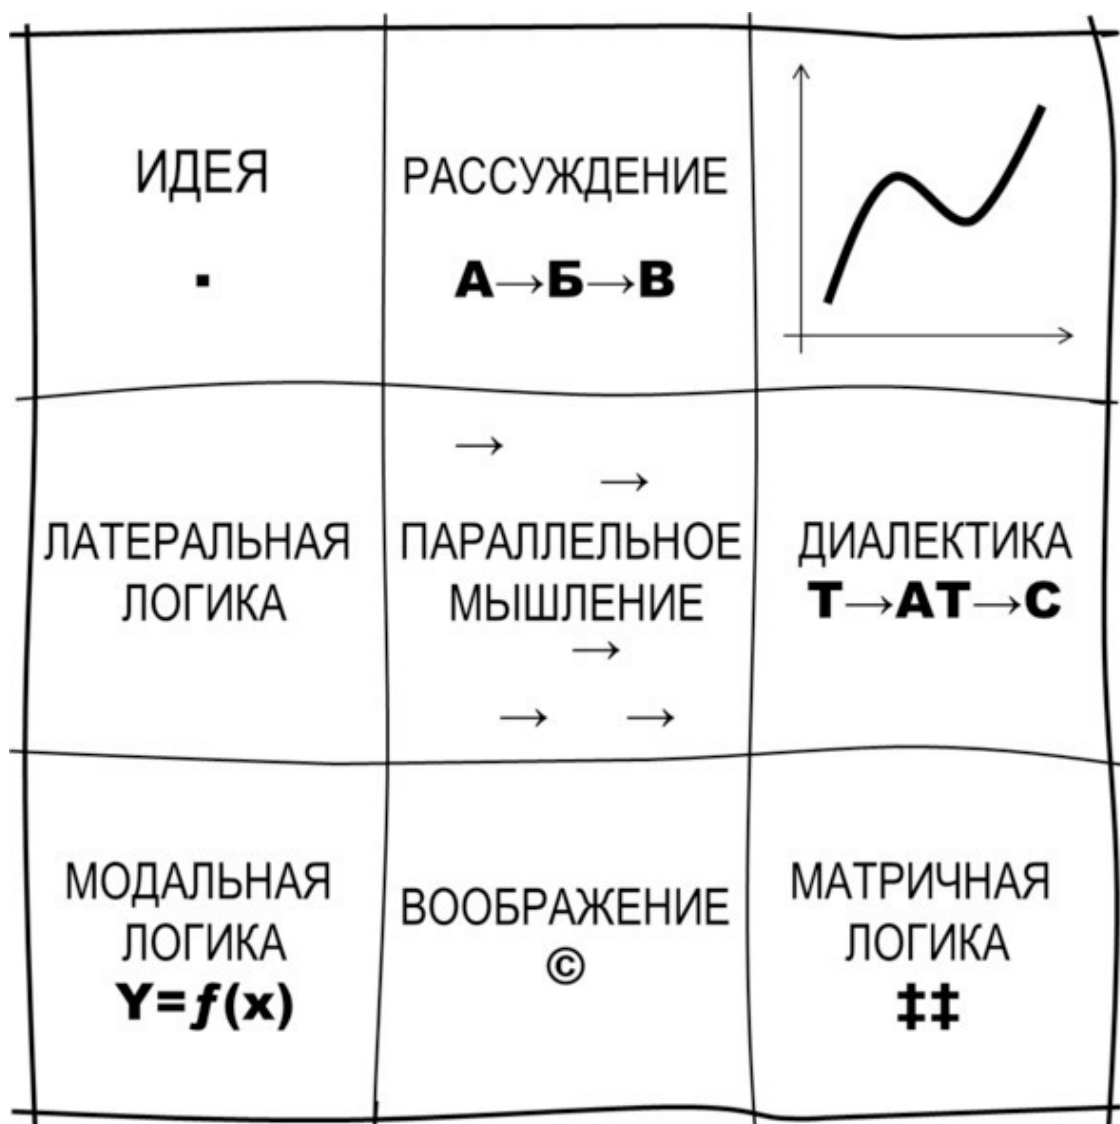 ИДЕЯ
.
РАССУЖДЕНИЕ
А→Б→В
ЛАТЕРАЛЬНАЯ
ЛОГИКА
→
→
ПАРАЛЛЕЛЬНОЕ
МЫШЛЕНИЕ
→
→ →
ДИАЛЕКТИКА
Т→АТ→С
МОДАЛЬНАЯ
ЛОГИКА
Y=ƒ(x)
ВООБРАЖЕНИЕ
©
МАТРИЧНАЯ
ЛОГИКА
‡‡